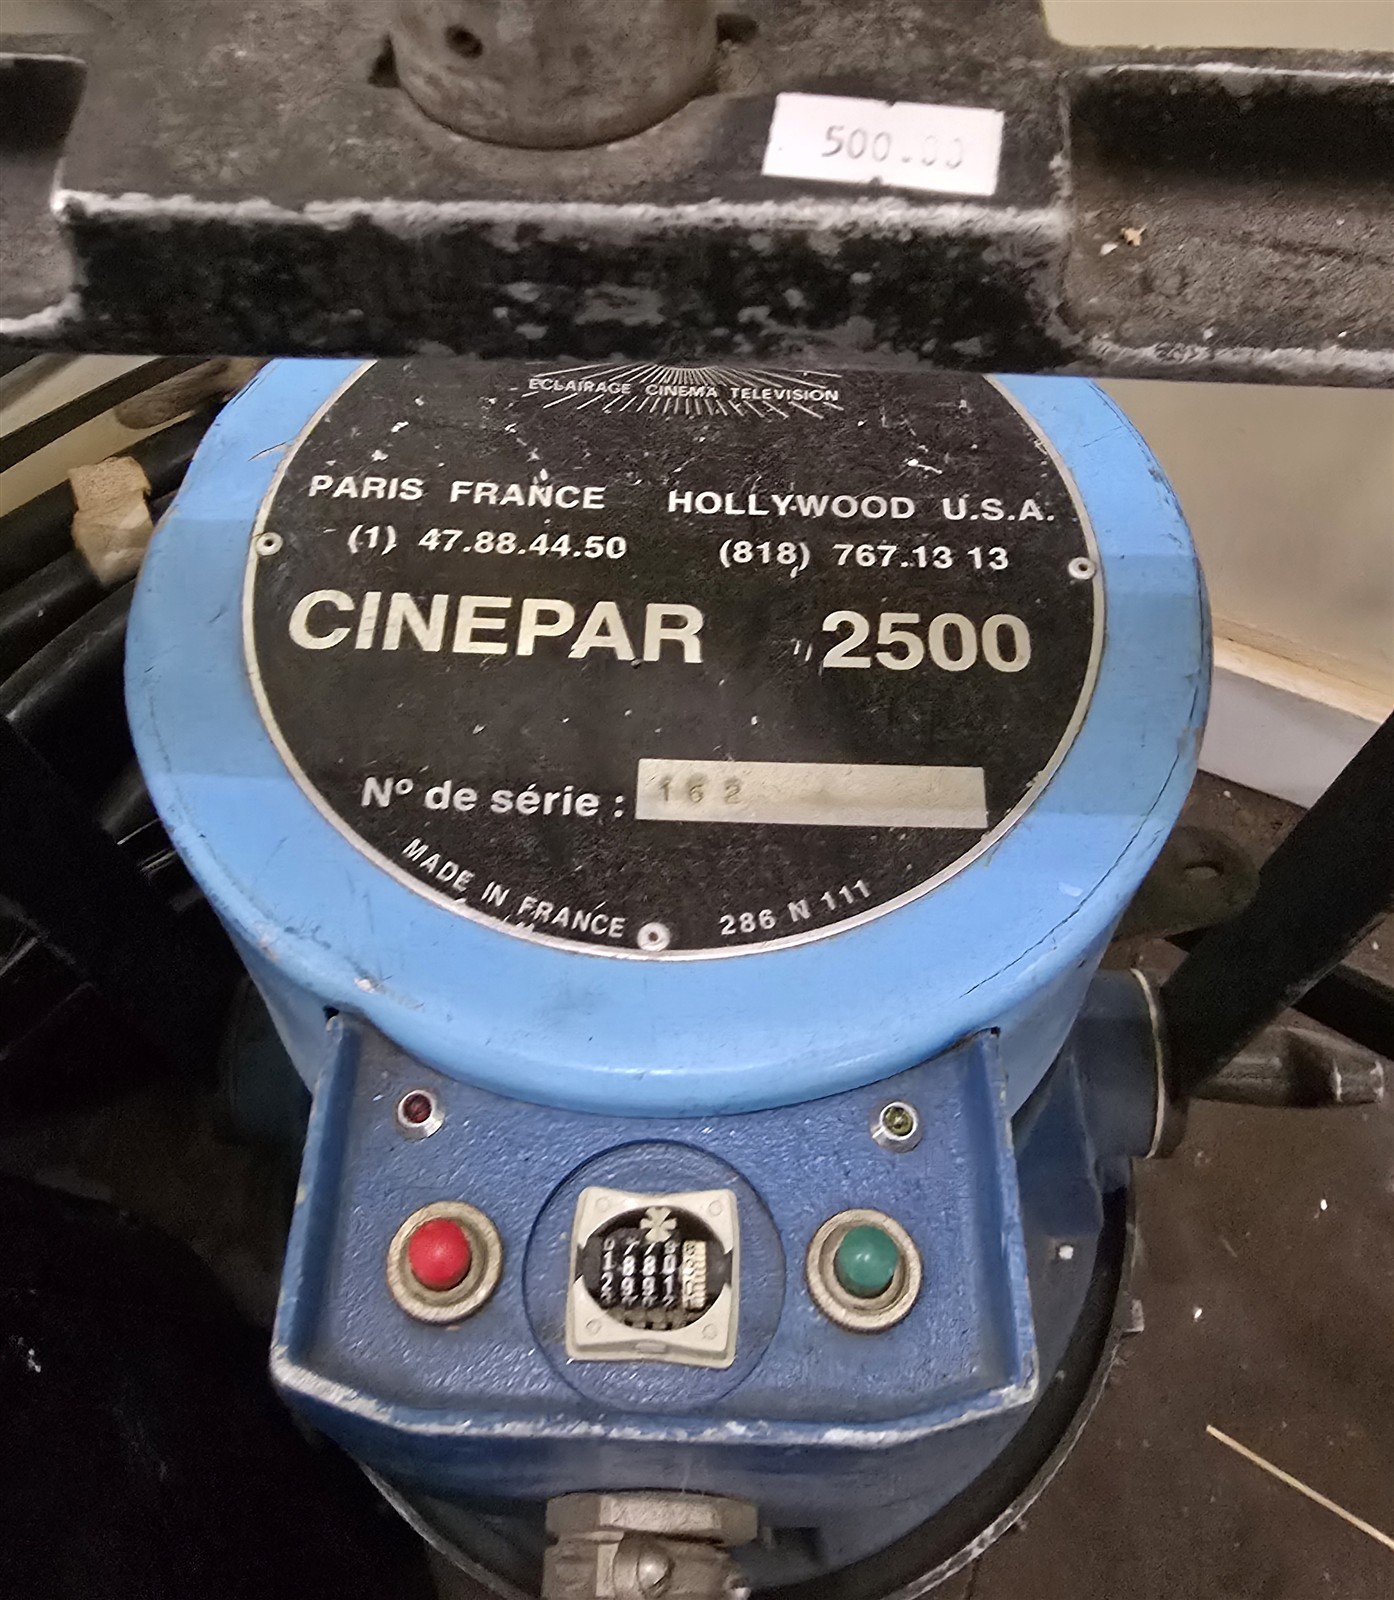 500.00
ECLAIRAGE CINEMA TELEVISION
PARIS FRANCE HOLLYWOOD U.S.A.
(1) 47.88.44.50 (818) 767.13 13
CINEPAR 2500
Nº de série : 162
MADE IN FRANCE 286 N 111